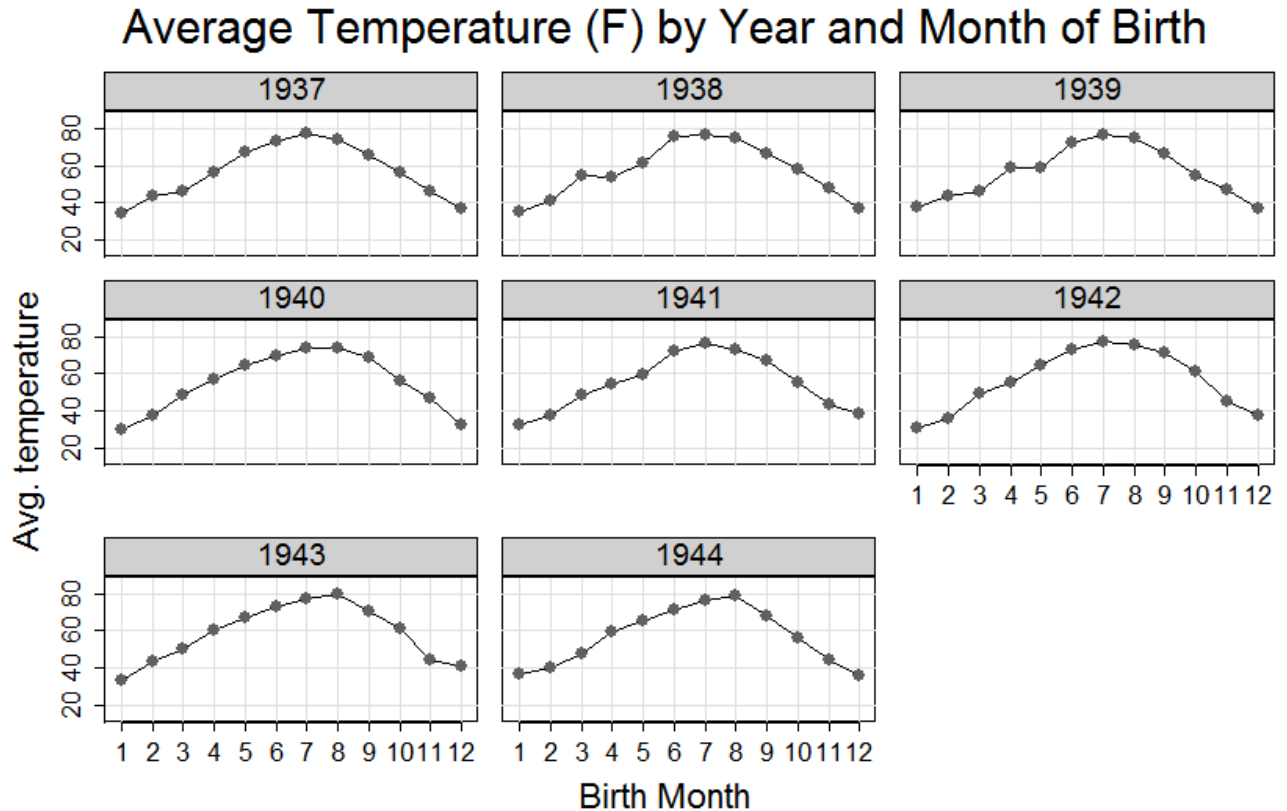 Average Temperature (F) by Year and Month of Birth
1937 1938 1939
80
60
40
20
1940 1941 1942
80
60
40
20
1 2 3 4 5 6 7 8 9 10 11 12
Avg. temperature
1943 1944
80
60
40
20
1 2 3 4 5 6 7 8 9 10 11 12 1 2 3 4 5 6 7 8 9 10 11 12
Birth Month